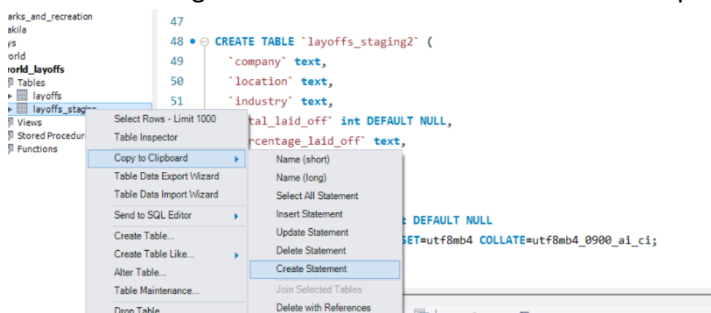 arks_and_recreation
akila
ys
orld
vorld_layoffs
Tables
layoffs
layoffs_staging
Views
Stored Procedur
Functions
47
48 CREATE TABLE `layoffs_staging2` (
49 `company` text,
50 `location` text,
51 `industry` text,
tal_laid_off` int DEFAULT NULL,
rcentage_laid_off` text,
t DEFAULT NULL
SET=utf8mb4 COLLATE=utf8mb4_0900_ai_ci;
Select Rows - Limit 1000
Table Inspector
Copy to Clipboard
Table Data Export Wizard
Table Data Import Wizard
Send to SQL Editor
Create Table...
Create Table Like...
Alter Table...
Table Maintenance...
Drop Table
Name (short)
Name (long)
Select All Statement
Insert Statement
Update Statement
Delete Statement
Create Statement
Join Selected Tables
Delete with References